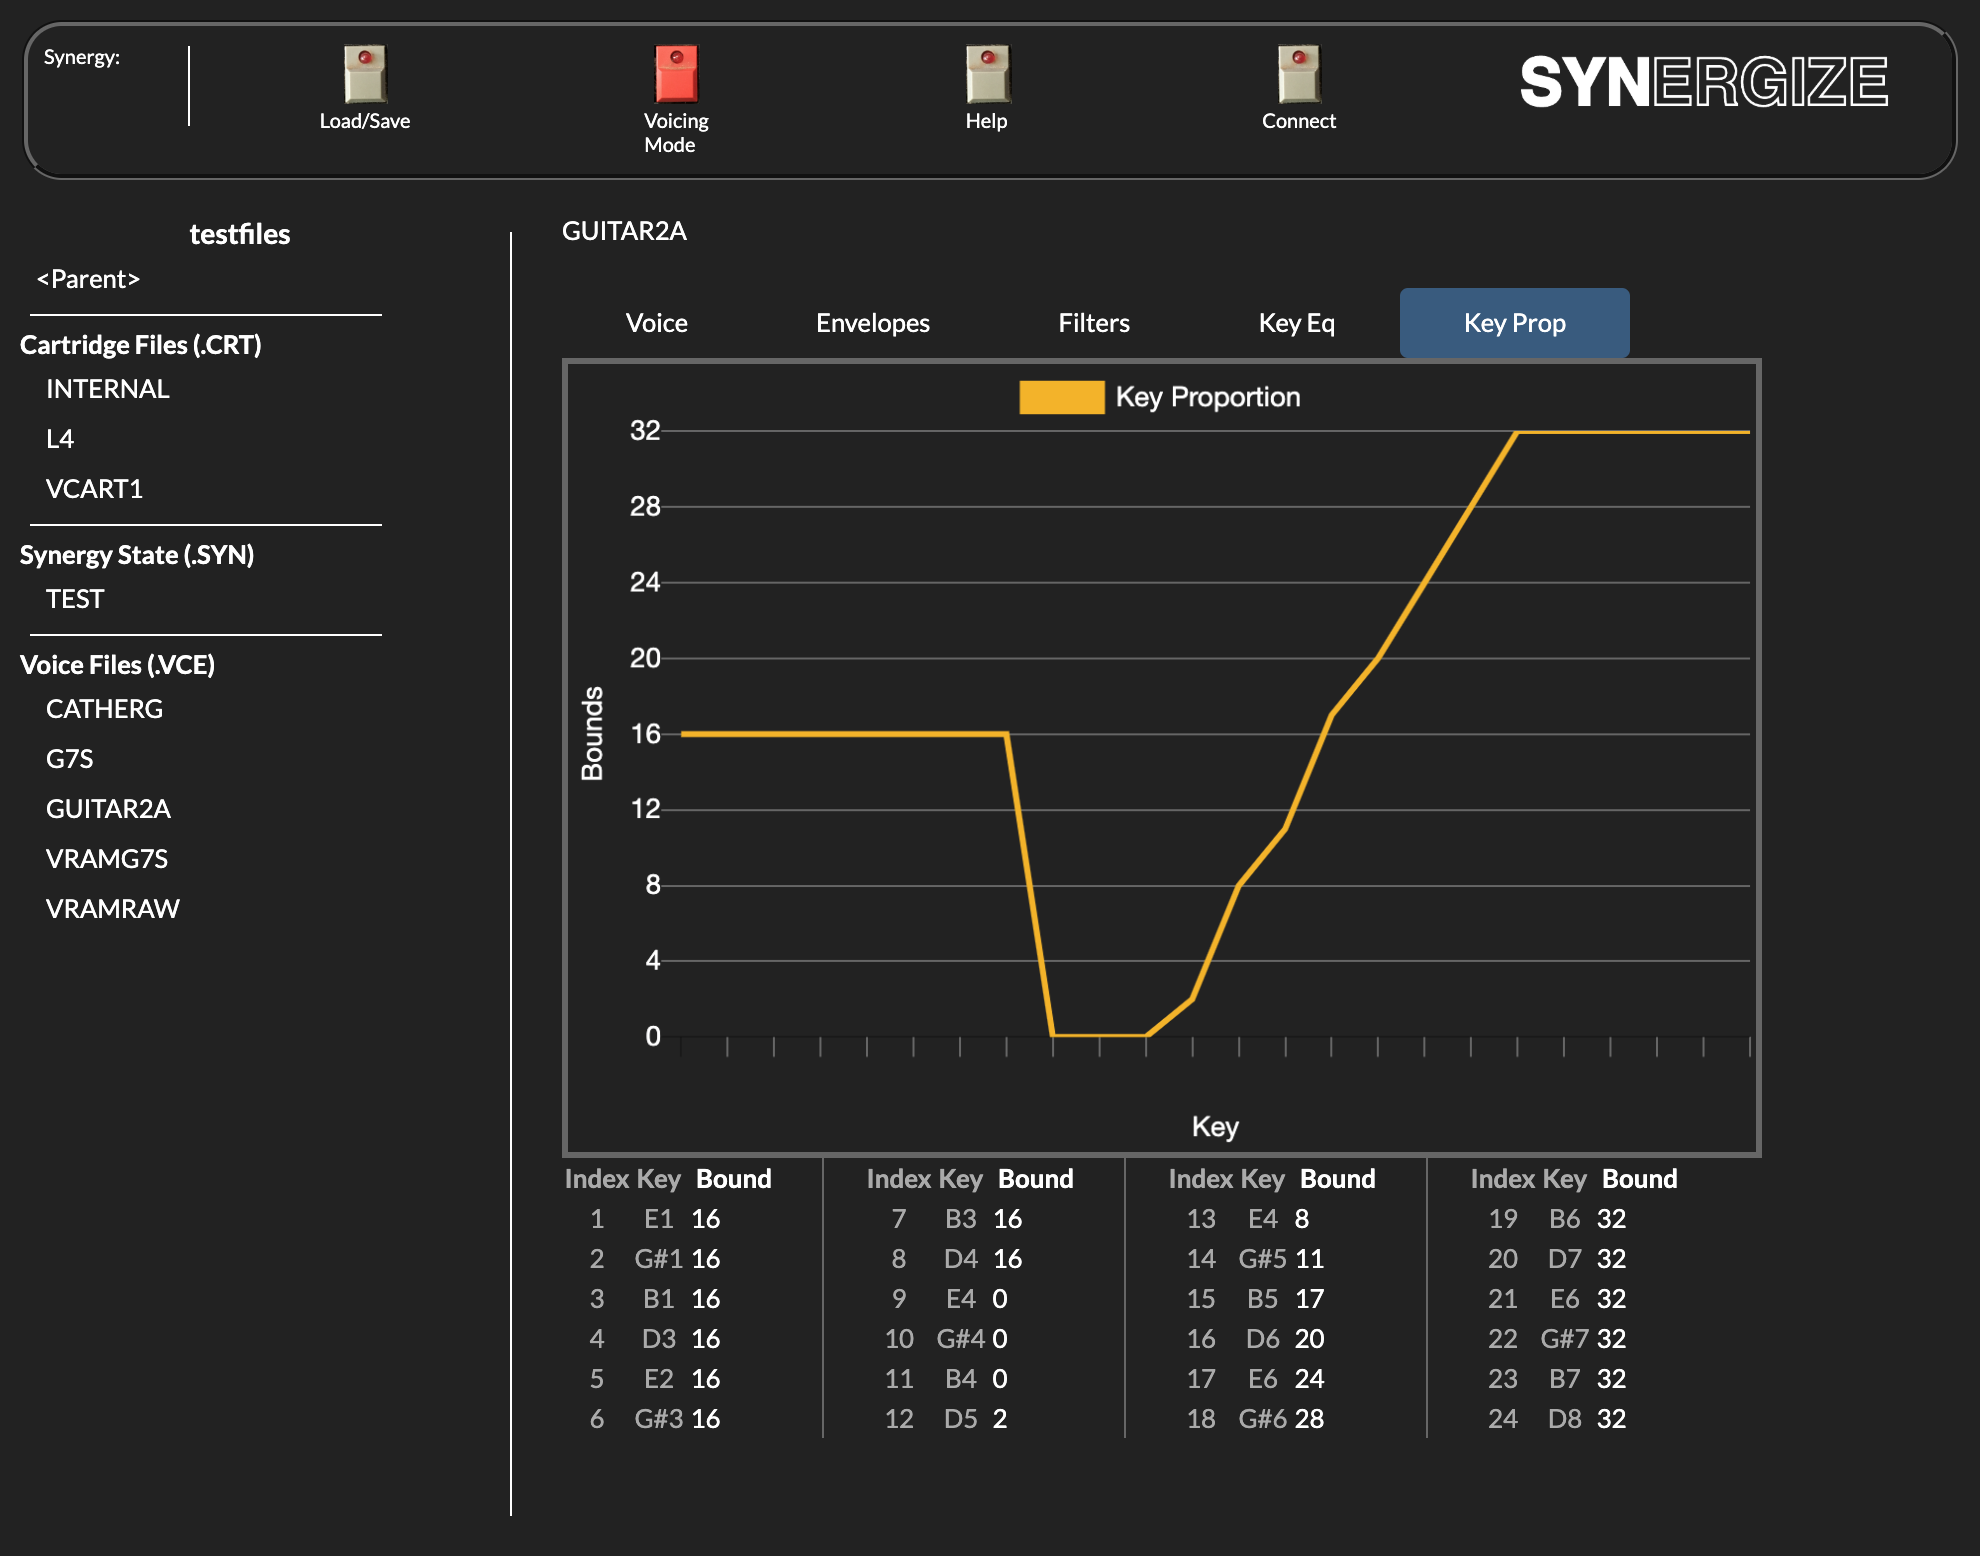 Synergy:
Load/Save
Voicing
Mode
Help
Connect
SYNERGIZE
testfiles
<Parent>
Cartridge Files (.CRT)
INTERNAL
L4
VCART1
Synergy State (.SYN)
TEST
Voice Files (.VCE)
CATHERG
G7S
GUITAR2A
VRAMG7S
VRAMRAW
GUITAR2A
Voice Envelopes Filters Key Eq Key Prop
Key Proportion
32
28
24
20
16
12
8
4
0
Bounds
Key
Index Key Bound
1 E1 16
2 G#1 16
3 B1 16
4 D3 16
5 E2 16
6 G#3 16
Index Key Bound
7 B3 16
8 D4 16
9 E4 0
10 G#4 0
11 B4 0
12 D5 2
Index Key Bound
13 E4 8
14 G#5 11
15 B5 17
16 D6 20
17 E6 24
18 G#6 28
Index Key Bound
19 B6 32
20 D7 32
21 E6 32
22 G#7 32
23 B7 32
24 D8 32